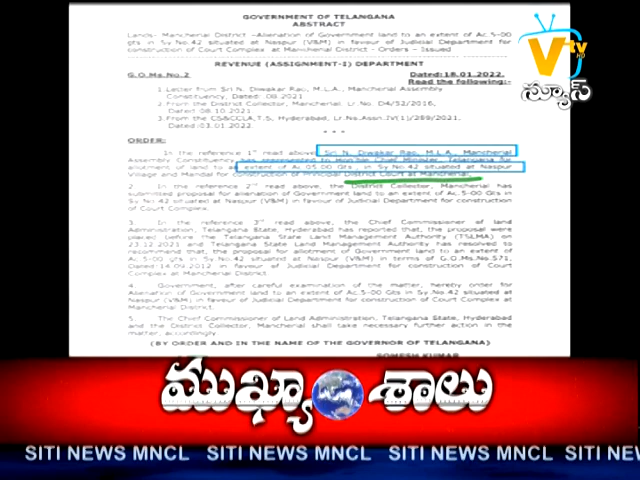 GOVERNMENT OF TELANGANA
ABSTRACT
Lands- Mancherial District -Alienation of Government land to an extent of Ac.5-00
gts in Sy.No.42 situated at Naspur (V&M) in favour of Judicial Department for
construction of Court Complex at Mancherial District - Orders - Issued
REVENUE (ASSIGNMENT-I) DEPARTMENT
G.O.Ms.No.2 Dated:18.01.2022.
Read the following:-
1.Letter from Sri N. Diwakar Rao, M.L.A., Mancherial Assembly
Constituency, Dated: 08.2021
2.From the District Collector, Mancherial Lr.No. D4/52/2016,
Dated:08.10.2021
3.From the CS&CCLA,TS, Hyderabad, Lr.No.Assn.IV(1)/289/2021,
Dated:03.01.2022
***
ORDER:
In the reference 1st read above, Sri N. Diwakar Rao, M.L.A., Mancherial
Assembly Constituency, has represented to Hon'ble Chief Minister, Telangana for
allotment of land to an extent of Ac.05.00 Gts., in Sy.No.42 situated at Naspur
Village and Mandal for construction of Principal District Court at Mancherial.
2. In the reference 2nd read above, the District Collector, Mancherial has
submitted proposal for alienation of Government land to an extent of Ac.5-00 Gts in
Sy.No.42 situated at Naspur (V&M) in favour of Judicial Department for construction
of Court Complex.
3. In the reference 3rd read above, the Chief Commissioner of Land
Administration, Telangana State, Hyderabad has reported that, the proposal were
placed before the Telangana State Land Management Authority (TSLMA) on
23.12.2021 and Telangana State Land Management Authority has resolved to
recommend that, the proposal for allotment of Government land to an extent of
Ac.5-00 gts in Sy.No.42 situated at Naspur (V&M) in terms of G.O.Ms.No.571,
Dated:14.09.2012 in favour of Judicial Department for construction of Court
Complex at Mancherial District.
4. Government, after careful examination of the matter, hereby order for
Alienation of Government land to an extent of Ac.5-00 Gts in Sy.No.42 situated at
Naspur (V&M) in favour of Judicial Department for construction of Court Complex at
Mancherial District.
5. The Chief Commissioner of Land Administration, Telangana State, Hyderabad
and the District Collector, Mancherial shall take necessary further action in the
matter, accordingly.
(BY ORDER AND IN THE NAME OF THE GOVERNOR OF TELANGANA)
SOMESH KUMAR
V tv
HD
న్యూస్
ముఖ్యాశాలు
SITI NEWS MNCL SITI NEWS MNCL SITI NEWS MNCL SITI NE